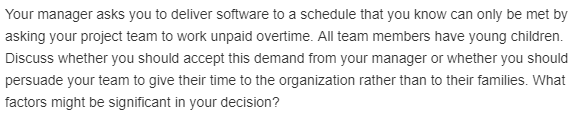 Your manager asks you to deliver software to a schedule that you know can only be met by
asking your project team to work unpaid overtime. All team members have young children.
Discuss whether you should accept this demand from your manager or whether you should
persuade your team to give their time to the organization rather than to their families. What
factors might be significant in your decision?